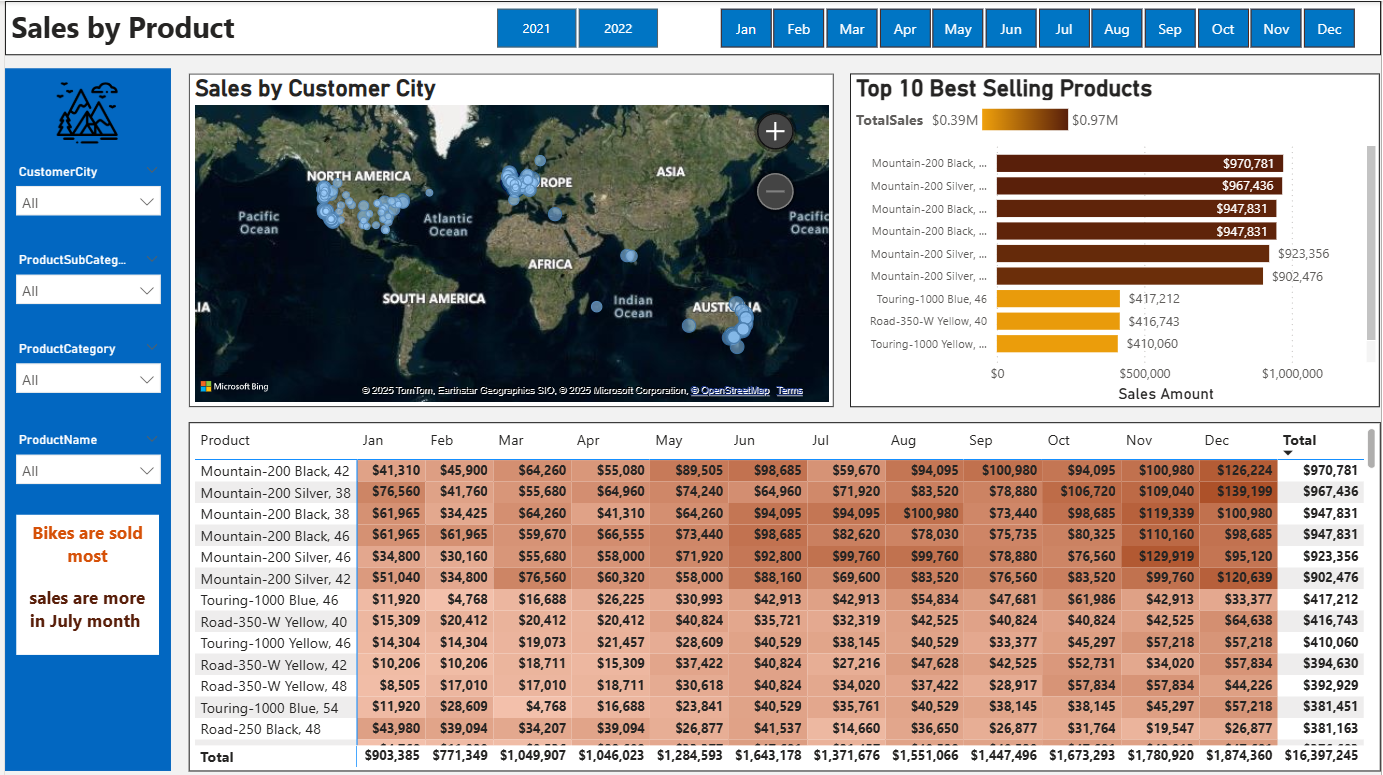 Sales by Product
2021 2022
Jan Feb Mar Apr May Jun Jul Aug Sep Oct Nov Dec
CustomerCity
All
ProductSubCateg...
All
ProductCategory
All
ProductName
All
Bikes are sold
most
sales are more
in July month
Sales by Customer City
NORTH AMERICA
ROPE
ASIA
Pacific
Ocean
Atlantic
Ocean
Pacific
Ocean
AFRICA
SOUTH AMERICA
Indian
Ocean
LIA
AUSTRALIA
Microsoft Bing
© 2025 TomTom, Earthstar Geographics SIO, © 2025 Microsoft Corporation, © OpenStreetMap Terms
Top 10 Best Selling Products
TotalSales $0.39M $0.97M
Mountain-200 Black, ... $970,781
Mountain-200 Silver, ... $967,436
Mountain-200 Black, ... $947,831
Mountain-200 Black, ... $947,831
Mountain-200 Silver, ... $923,356
Mountain-200 Silver, ... $902,476
Touring-1000 Blue, 46 $417,212
Road-350-W Yellow, 40 $416,743
Touring-1000 Yellow, ... $410,060
$0 $500,000 $1,000,000
Sales Amount
Product Jan Feb Mar Apr May Jun Jul Aug Sep Oct Nov Dec Total
Mountain-200 Black, 42 $41,310 $45,900 $64,260 $55,080 $89,505 $98,685 $59,670 $94,095 $100,980 $94,095 $100,980 $126,224 $970,781
Mountain-200 Silver, 38 $76,560 $41,760 $55,680 $64,960 $74,240 $64,960 $71,920 $83,520 $78,880 $106,720 $109,040 $139,199 $967,436
Mountain-200 Black, 38 $61,965 $34,425 $64,260 $41,310 $64,260 $94,095 $94,095 $100,980 $73,440 $98,685 $119,339 $100,980 $947,831
Mountain-200 Black, 46 $61,965 $61,965 $59,670 $66,555 $73,440 $98,685 $82,620 $78,030 $75,735 $80,325 $110,160 $98,685 $947,831
Mountain-200 Silver, 46 $34,800 $30,160 $55,680 $58,000 $71,920 $92,800 $99,760 $99,760 $78,880 $76,560 $129,919 $95,120 $923,356
Mountain-200 Silver, 42 $51,040 $34,800 $76,560 $60,320 $58,000 $88,160 $69,600 $83,520 $76,560 $83,520 $99,760 $120,639 $902,476
Touring-1000 Blue, 46 $11,920 $4,768 $16,688 $26,225 $30,993 $42,913 $42,913 $54,834 $47,681 $61,986 $42,913 $33,377 $417,212
Road-350-W Yellow, 40 $15,309 $20,412 $20,412 $20,412 $40,824 $35,721 $32,319 $42,525 $40,824 $40,824 $42,525 $64,638 $416,743
Touring-1000 Yellow, 46 $14,304 $14,304 $19,073 $21,457 $28,609 $40,529 $38,145 $40,529 $33,377 $45,297 $57,218 $57,218 $410,060
Road-350-W Yellow, 42 $10,206 $10,206 $18,711 $15,309 $37,422 $40,824 $27,216 $47,628 $42,525 $52,731 $34,020 $57,834 $394,630
Road-350-W Yellow, 48 $8,505 $17,010 $17,010 $18,711 $30,618 $40,824 $34,020 $37,422 $28,917 $57,834 $57,834 $44,226 $392,929
Touring-1000 Blue, 54 $11,920 $28,609 $4,768 $16,688 $23,841 $40,529 $35,761 $40,529 $38,145 $38,145 $45,297 $57,218 $381,451
Road-250 Black, 48 $43,980 $39,094 $34,207 $39,094 $26,877 $41,537 $14,660 $36,650 $26,877 $31,764 $19,547 $26,877 $381,163
Total $903,385 $771,349 $1,049,907 $1,046,023 $1,284,593 $1,643,178 $1,371,676 $1,551,066 $1,447,496 $1,673,293 $1,780,920 $1,874,360 $16,397,245